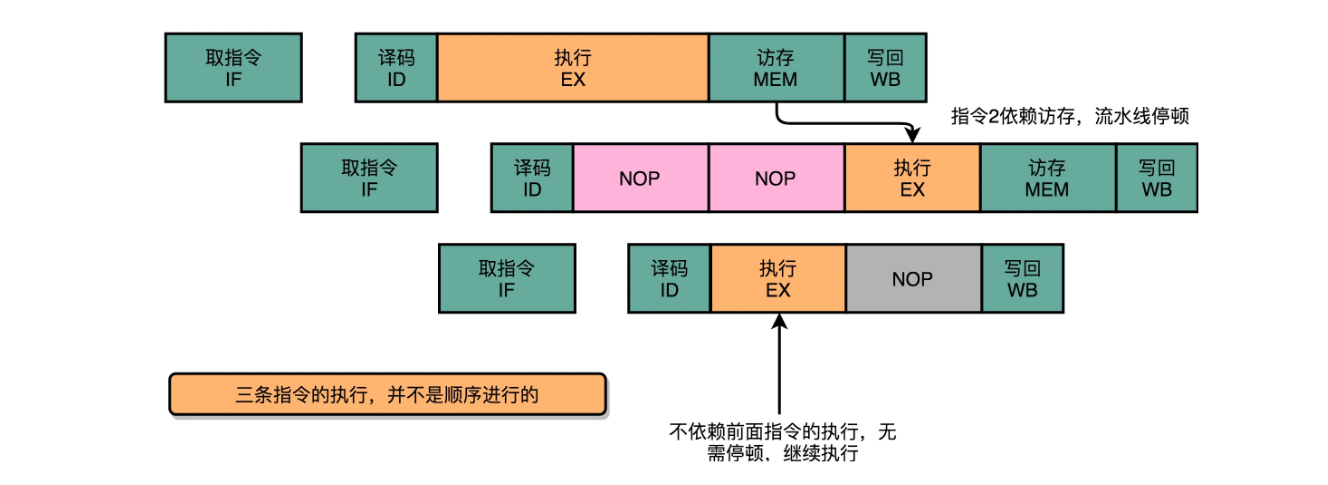 取指令
IF
译码
ID
执行
EX
访存
MEM
写回
WB
指令2依赖访存，流水线停顿
取指令
IF
译码
ID
NOP
NOP
执行
EX
访存
MEM
写回
WB
取指令
IF
译码
ID
执行
EX
NOP
写回
WB
三条指令的执行，并不是顺序进行的
不依赖前面指令的执行，无
需停顿，继续执行